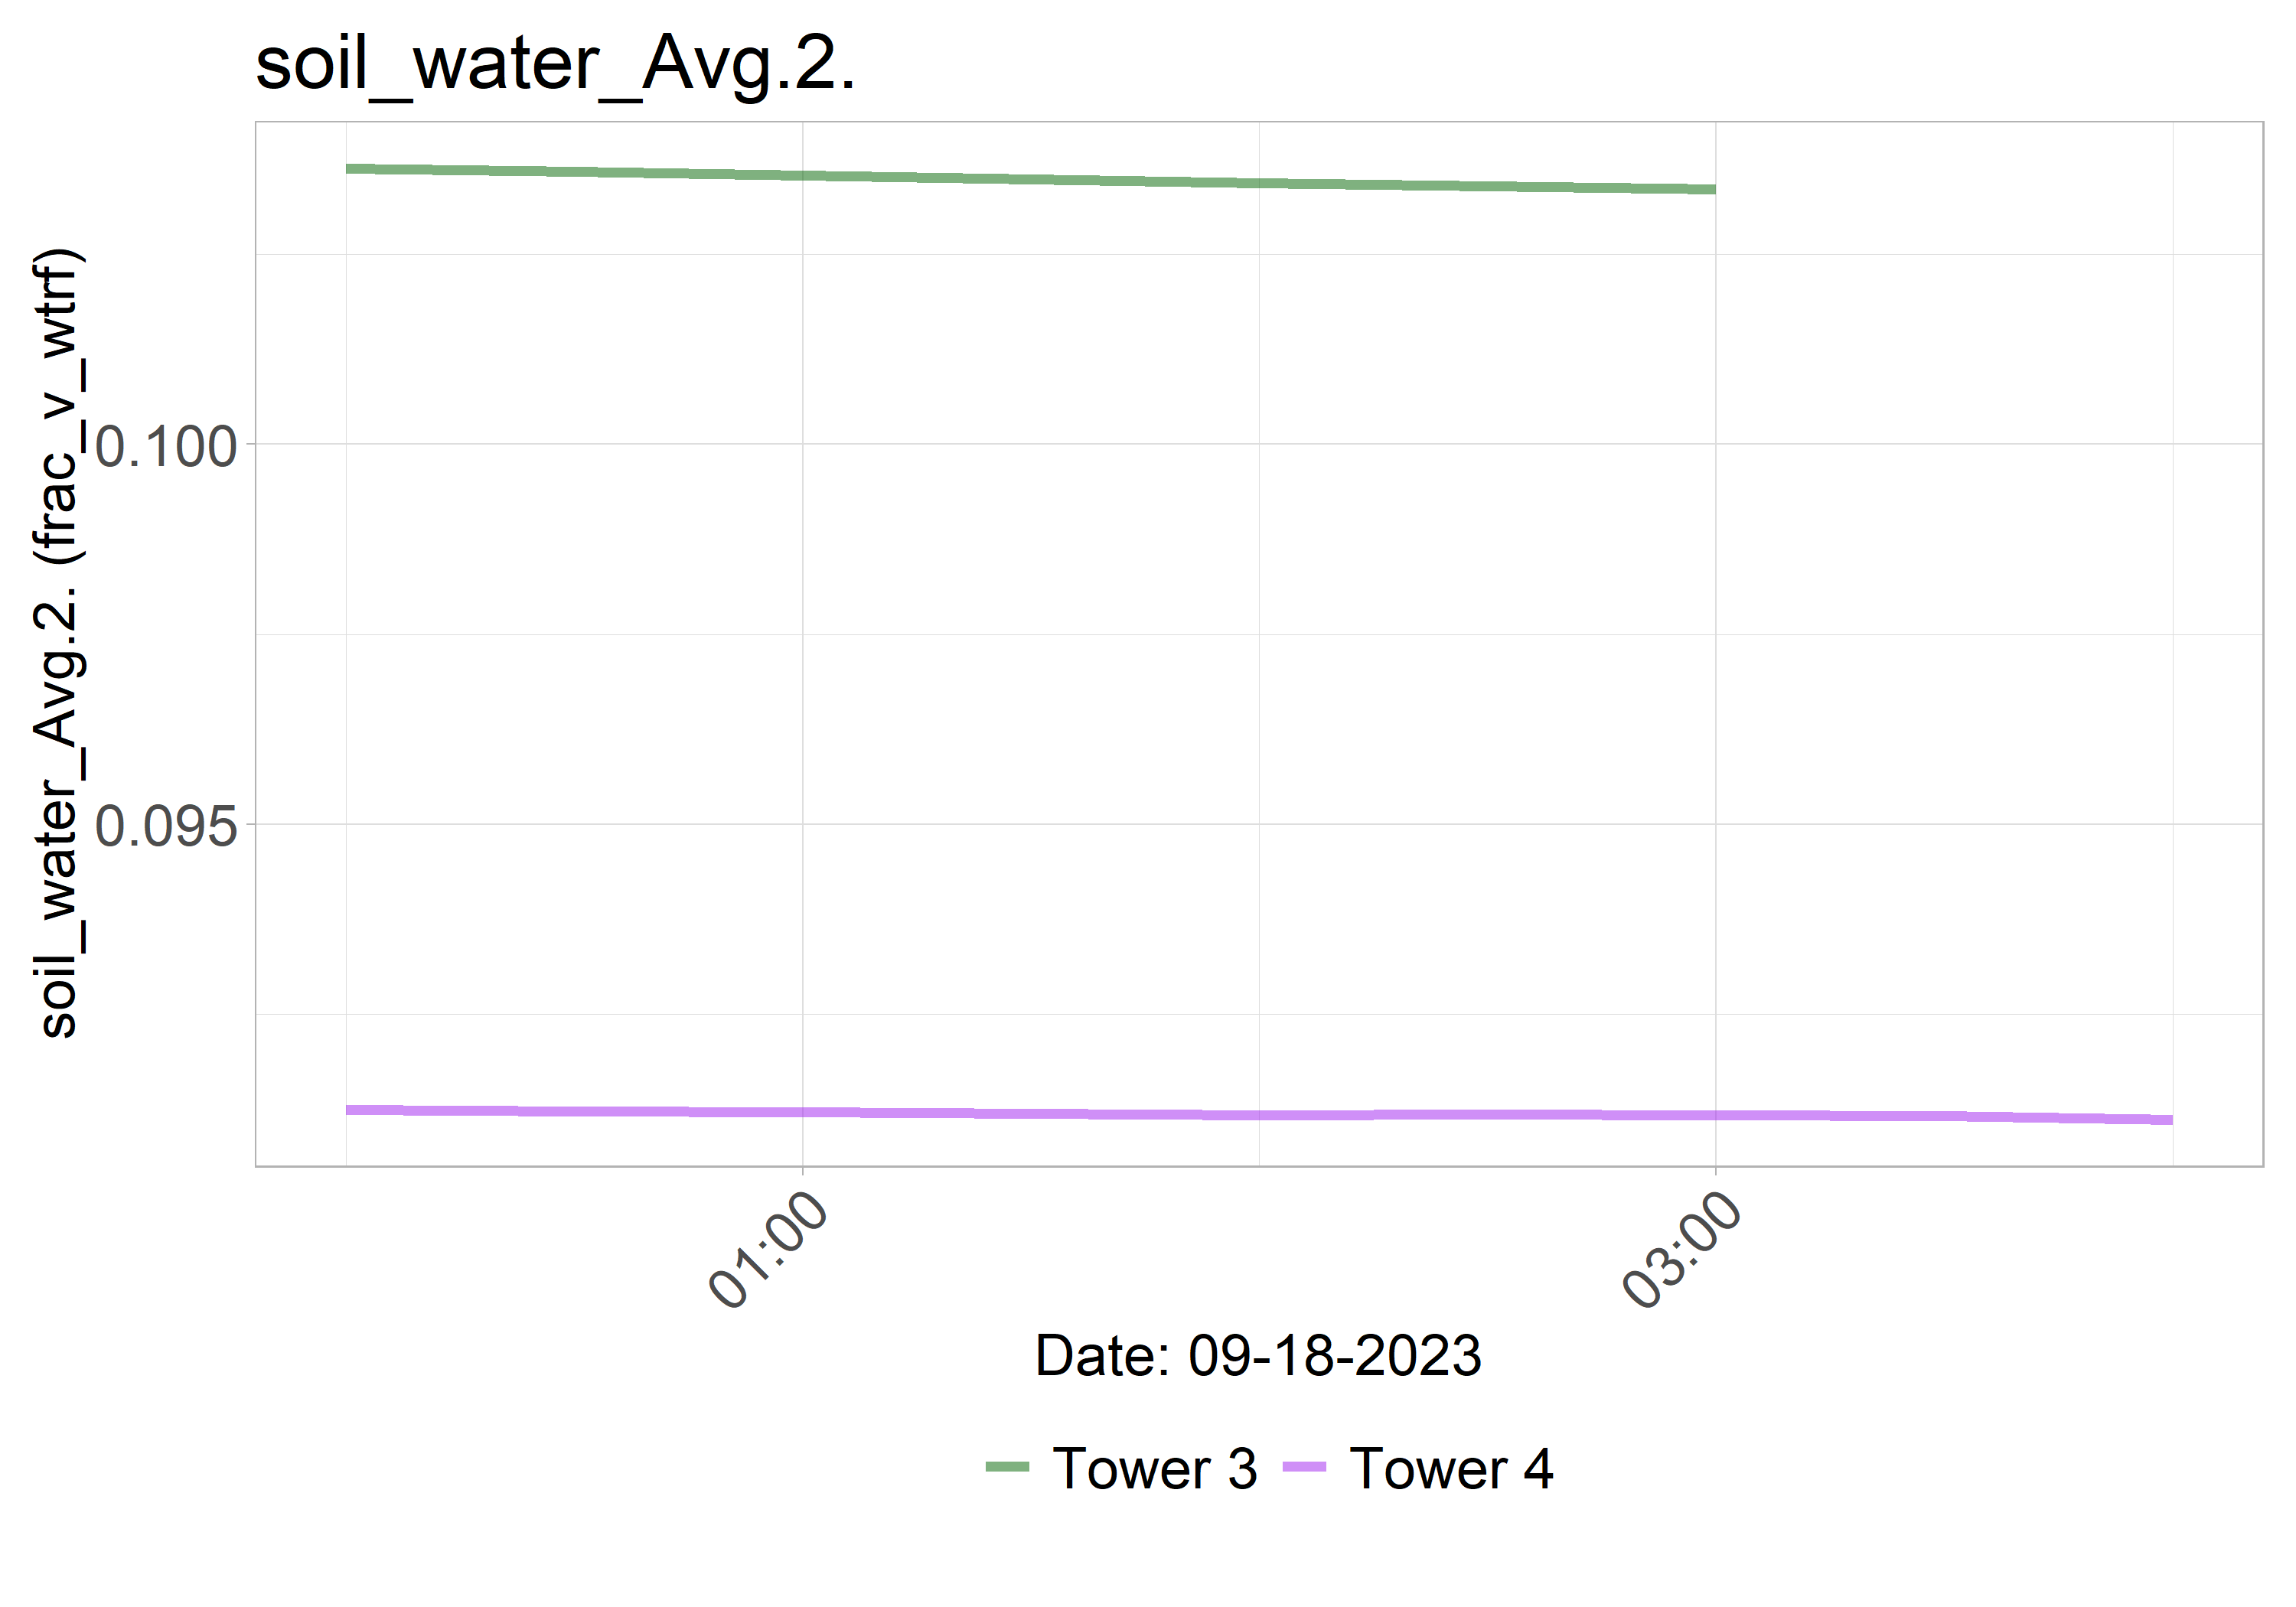 soil_water_Avg.2.
soil_water_Avg.2. (frac_v_wtrf)
0.100
0.095
01:00
03:00
Date: 09-18-2023
Tower 3
Tower 4